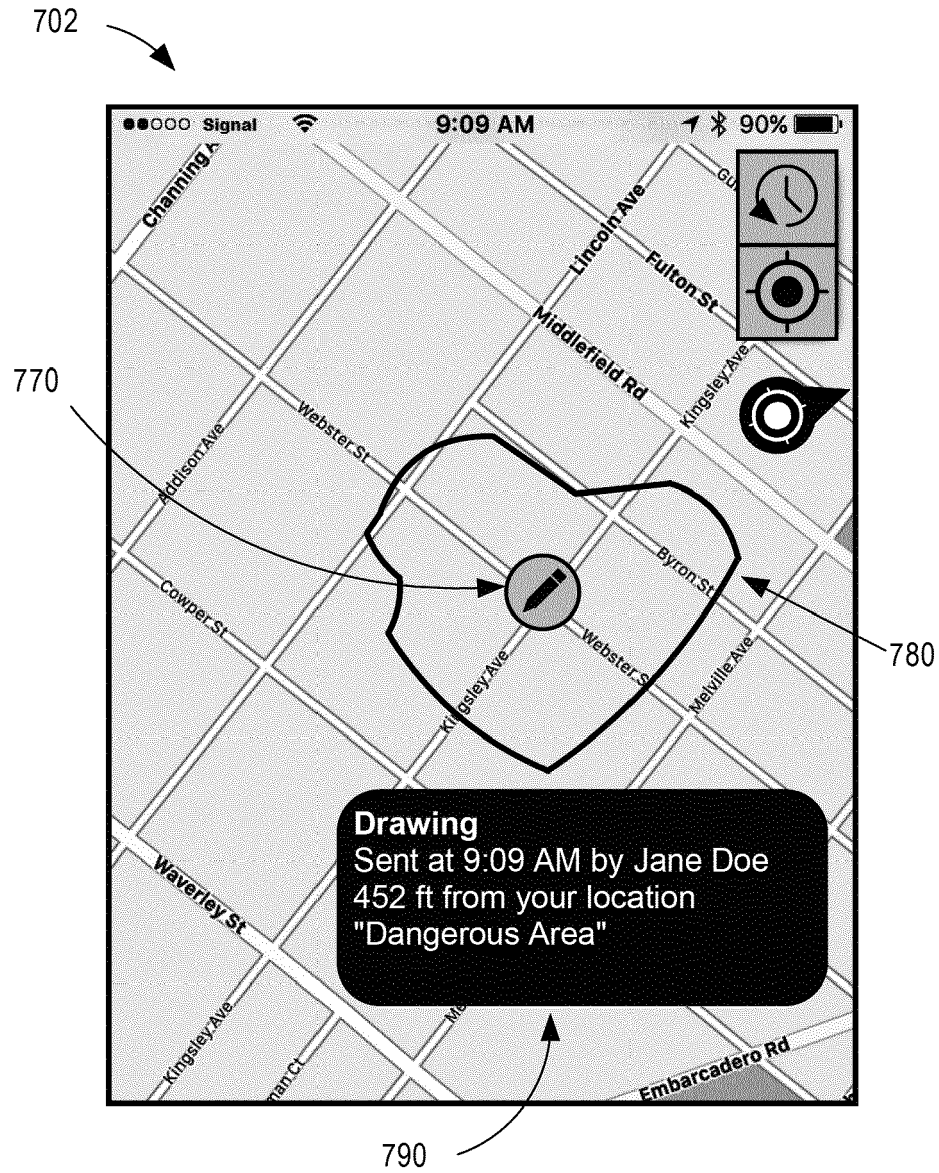 702
Signal
9:09 AM
90%
Channing A
Lincoln Ave
Fulton St
Middlefield Rd
Kingsley Ave
770
Webster St
Addison Ave
Byron St
Cowper St
Webster S
780
Kingsley Ave
Melville Ave
Drawing
Sent at 9:09 AM by Jane Doe
452 ft from your location
"Dangerous Area"
Waverley St
Kingsley Ave
man Ct
Embarcadero Rd
790